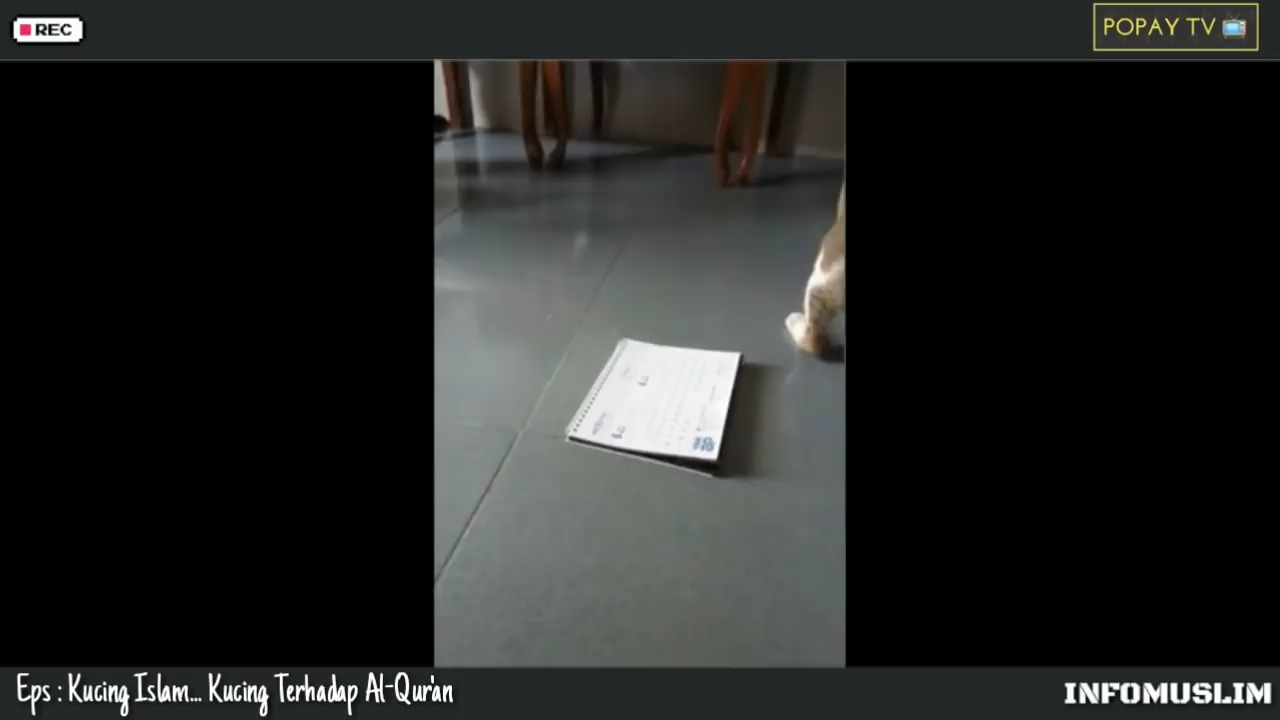 REC
POPAY TV
Eps : Kucing Islam... Kucing Terhadap Al-Qur'an
INFOMUSLIM